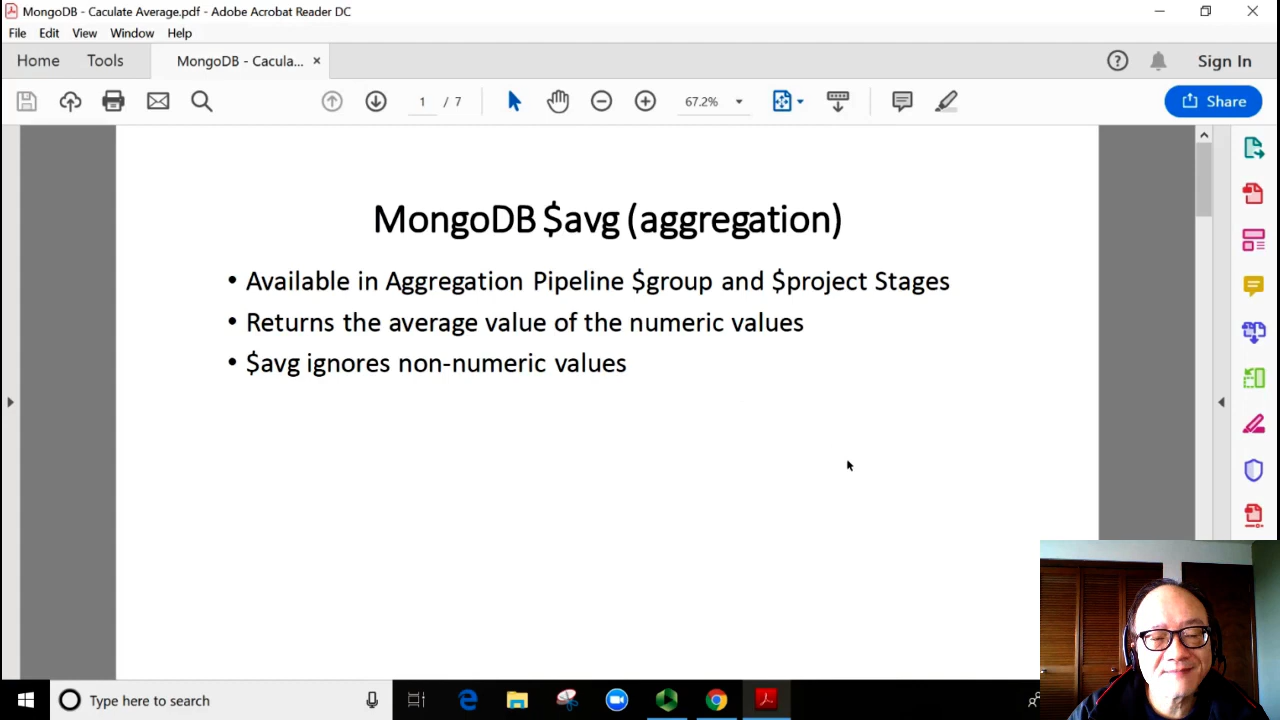 MongoDB - Caculate Average.pdf - Adobe Acrobat Reader DC
File Edit View Window Help
Home Tools MongoDB - Cacula... × Sign In
1 / 7 67.2% Share
MongoDB $avg (aggregation)
• Available in Aggregation Pipeline $group and $project Stages
• Returns the average value of the numeric values
• $avg ignores non-numeric values
Type here to search